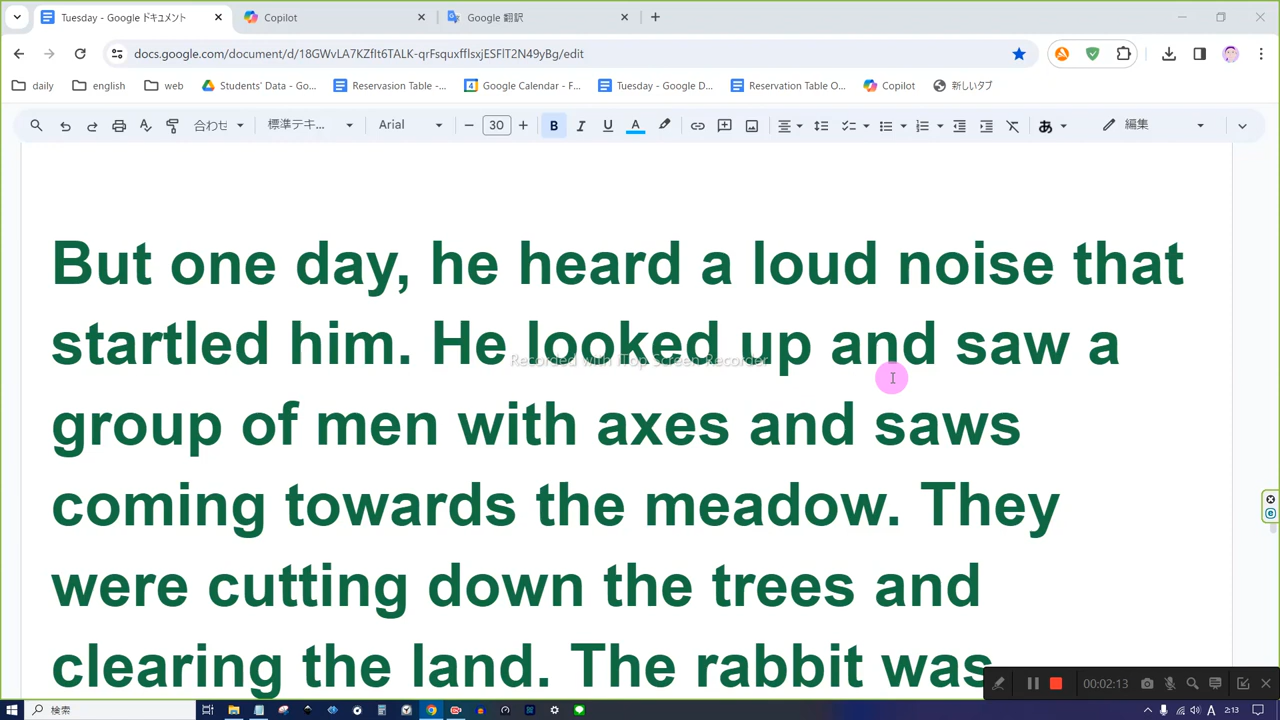 Tuesday - Google ドキュメント
Copilot
Google 翻訳
docs.google.com/document/d/18GWvLAZKZfIt6TALK-qrFsquxfflsxjESFlT2N49yBg/edit
daily
english
web
Students' Data - Go...
Reservasion Table -...
Google Calendar - F...
Tuesday - Google D...
Reservation Table O...
Copilot
新しいタブ
合わせ
標準テキ...
Arial
30
B
I
U
A
あ
編集
But one day, he heard a loud noise that
startled him. He looked up and saw a
Recorded with iTop Screen Recorder
group of men with axes and saws
coming towards the meadow. They
were cutting down the trees and
clearing the land. The rabbit was
00:02:13
検索
A
2:13